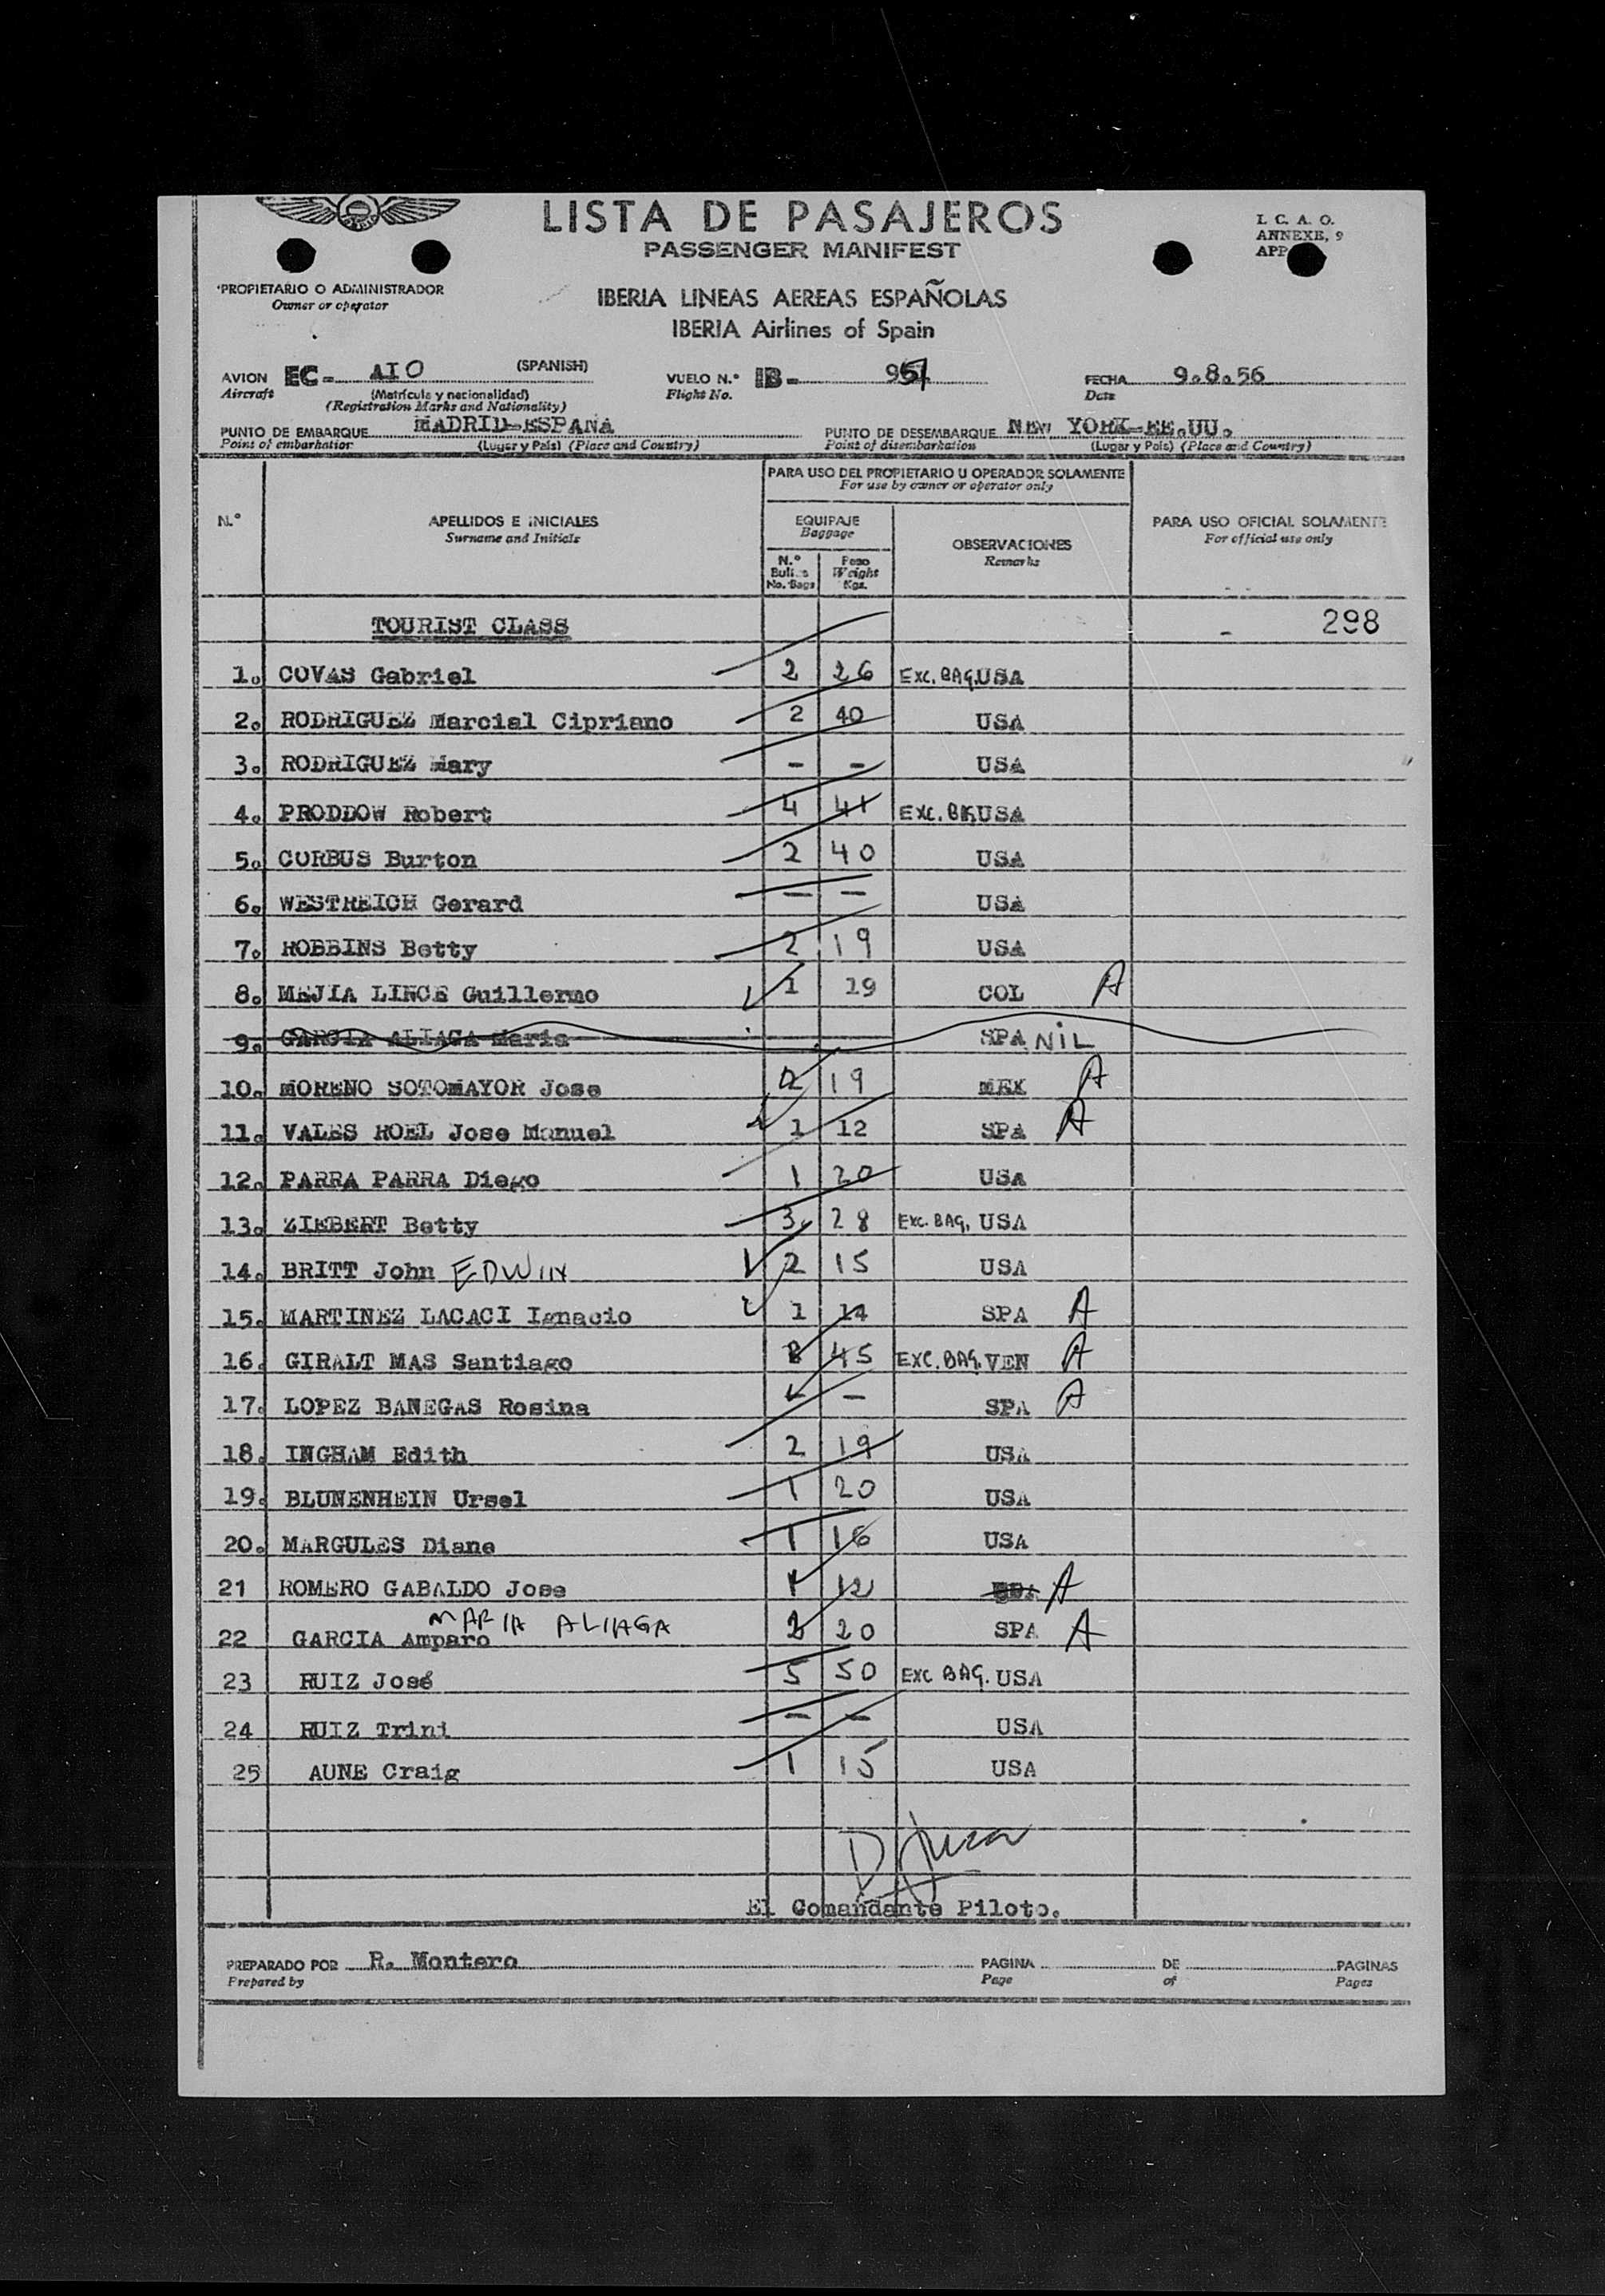 LISTA DE PASAJEROS
PASSENGER MANIFEST
I. C. A. O.
ANNEXE, 9
APP
PROPIETARIO O ADMINISTRADOR
Owner or operator
IBERIA LINEAS AEREAS ESPAÑOLAS
IBERIA Airlines of Spain
AVION EC- AIO (SPANISH) VUELO N.° IB- 951 FECHA 9.8.56
Aircraft (Matrícula y nacionalidad) Flight No. Date
(Registration Marks and Nationality)
PUNTO DE EMBARQUE MADRID-ESPAÑA PUNTO DE DESEMBARQUE NEW YORK-EE.UU.
Point of embarkation (Lugar y País) (Place and Country) Point of disembarkation (Lugar y País) (Place and Country)
PARA USO DEL PROPIETARIO U OPERADOR SOLAMENTE
For use by owner or operator only
N.° APELLIDOS E INICIALES EQUIPAJE OBSERVACIONES PARA USO OFICIAL SOLAMENTE
Surname and Initials Baggage Remarks For official use only
N.° Bultos No. Bags Peso Weight Kgs.
TOURIST CLASS 298
1. COVAS Gabriel 2 26 EXC. BAG. USA
2. RODRIGUEZ Marcial Cipriano 2 40 USA
3. RODRIGUEZ Mary - - USA
4. PRODDOW Robert 4 41 EXC. BAG. USA
5. CORBUS Burton 2 40 USA
6. WESTREICH Gerard - - USA
7. ROBBINS Betty 2 19 USA
8. MEJIA LINCE Guillermo 1 19 COL A
9. GARCIA ALIAGA Maria SPA NIL
10. MORENO SOTOMAYOR Jose 2 19 MEX A
11. VALES ROEL Jose Manuel 1 12 SPA A
12. PARRA PARRA Diego 1 20 USA
13. ZIEBERT Betty 3 28 EXC. BAG. USA
14. BRITT John EDWIN 2 15 USA
15. MARTINEZ LACACI Ignacio 1 14 SPA A
16. GIRALT MAS Santiago 45 EXC. BAG. VEN A
17. LOPEZ BANEGAS Rosina - SPA A
18. INGHAM Edith 2 19 USA
19. BLUNENHEIN Ursel 1 20 USA
20. MARGULES Diane 1 16 USA
21 ROMERO GABALDO Jose 1 12 A
MARIA ALIAGA
22 GARCIA Amparo 2 20 SPA A
23 RUIZ José 5 50 EXC BAG. USA
24 RUIZ Trini - - USA
25 AUNE Craig 1 15 USA
El Comandante Piloto.
PREPARADO POR R. Montero PAGINA DE PAGINAS
Prepared by Page of Pages